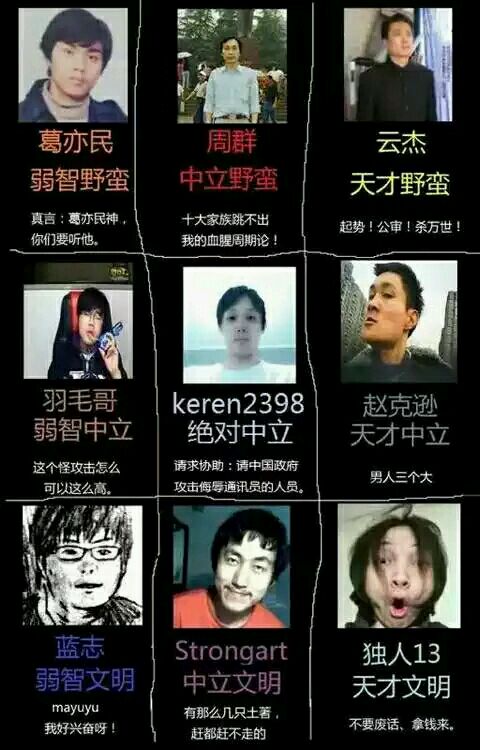 葛亦民
弱智野蛮
真言：葛亦民神，
你们要听他。
周群
中立野蛮
十大家族跳不出
我的血腥周期论！
云杰
天才野蛮
起势！公审！杀万世！
羽毛哥
弱智中立
这个怪攻击怎么
可以这么高。
keren2398
绝对中立
请求协助：请中国政府
攻击侮辱通讯员的人员。
赵克逊
天才中立
男人三个大
蓝志
弱智文明
mayuyu
我好兴奋呀！
Strongart
中立文明
有那么几只土著，
赶都赶不走的
独人13
天才文明
不要废话、拿钱来。